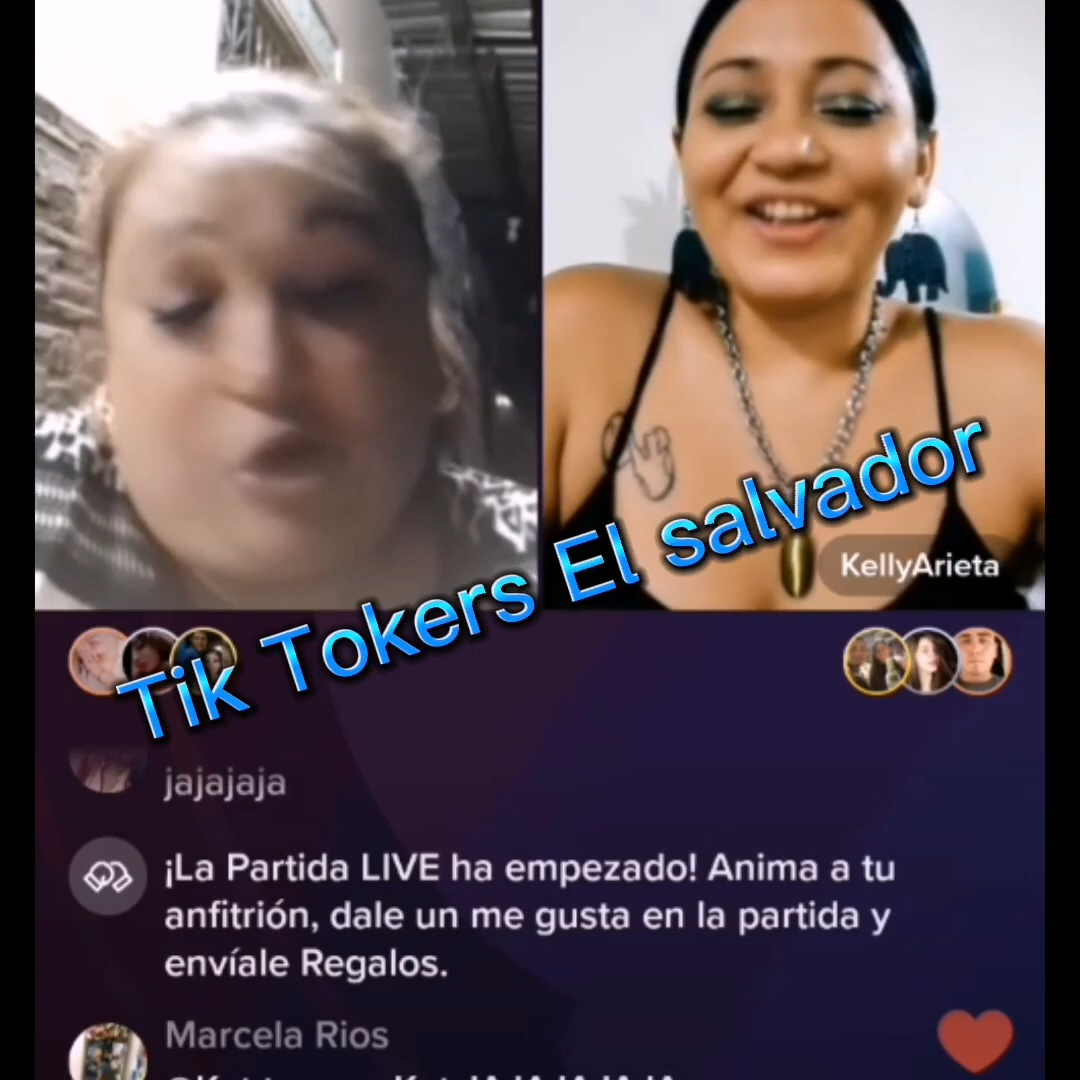 KellyArieta
Tik Tokers El salvador
jajajaja
¡La Partida LIVE ha empezado! Anima a tu
anfitrión, dale un me gusta en la partida y
envíale Regalos.
Marcela Rios